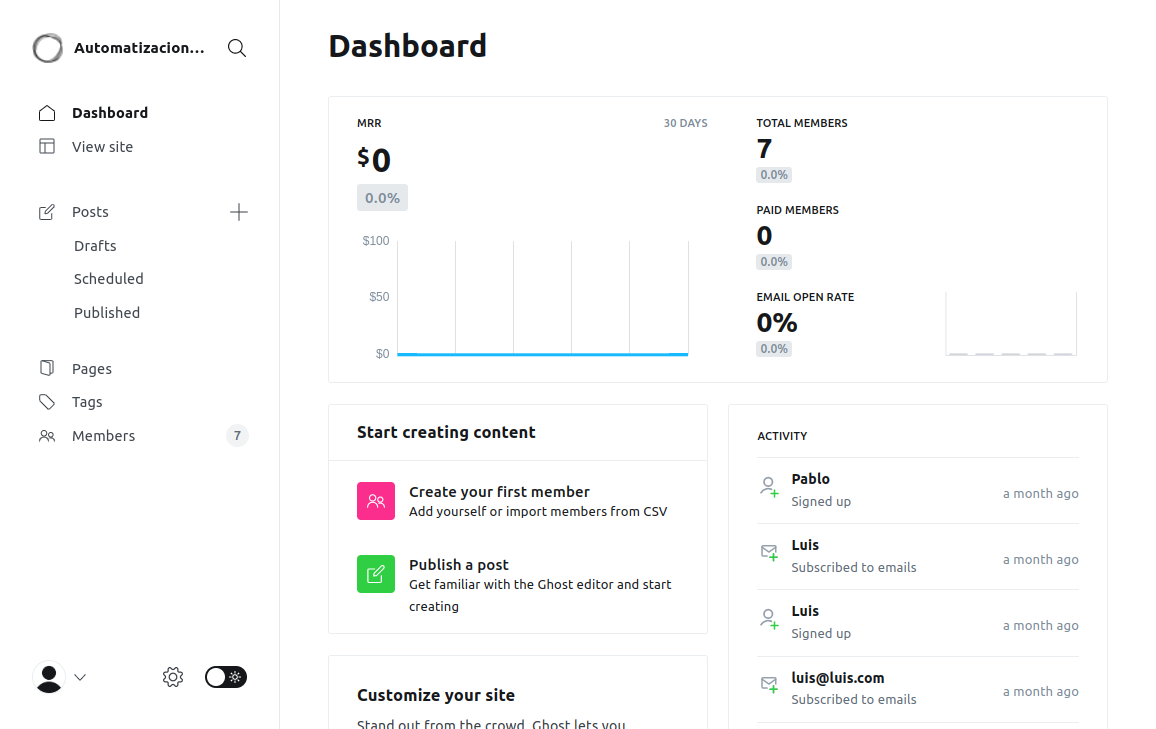 Automatizacion...
Dashboard
View site
Posts
Drafts
Scheduled
Published
Pages
Tags
Members
7
Dashboard
MRR
30 DAYS
$0
0.0%
$100
$50
$0
TOTAL MEMBERS
7
0.0%
PAID MEMBERS
0
0.0%
EMAIL OPEN RATE
0%
0.0%
Start creating content
Create your first member
Add yourself or import members from CSV
Publish a post
Get familiar with the Ghost editor and start
creating
Customize your site
Stand out from the crowd. Ghost lets you
ACTIVITY
Pablo
Signed up
a month ago
Luis
Subscribed to emails
a month ago
Luis
Signed up
a month ago
luis@luis.com
Subscribed to emails
a month ago